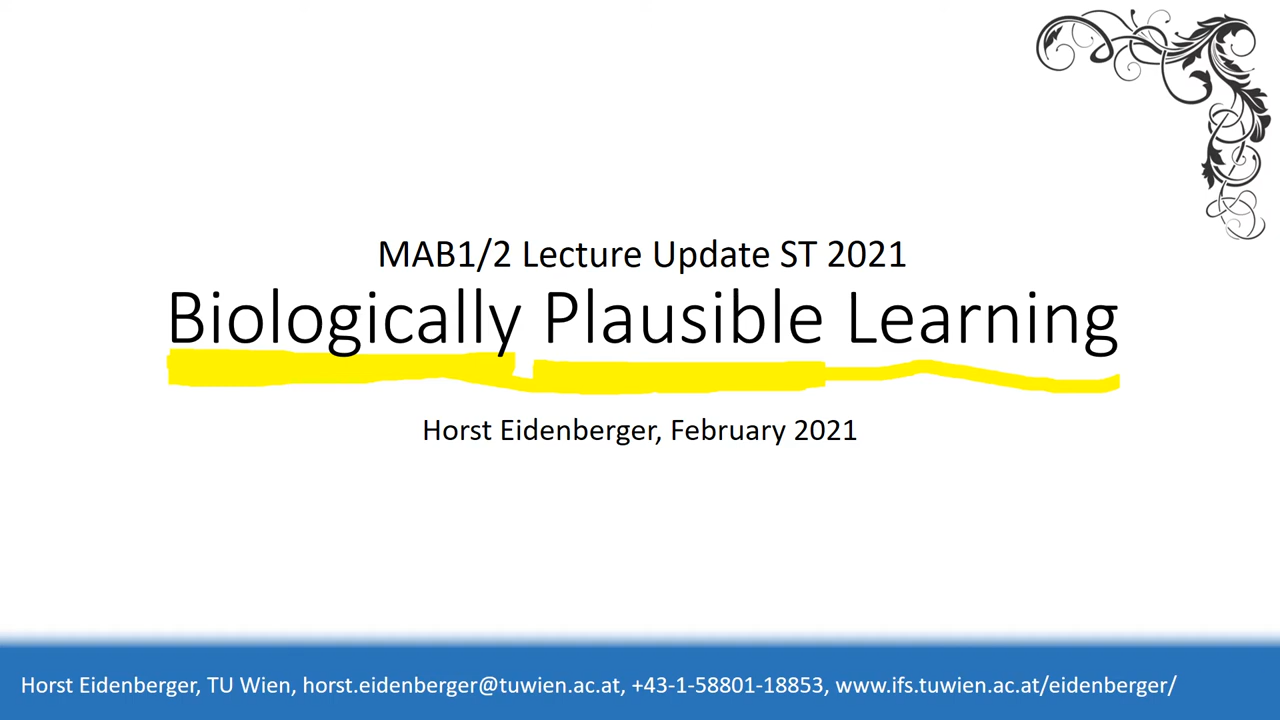 MAB1/2 Lecture Update ST 2021
Biologically Plausible Learning
Horst Eidenberger, February 2021
Horst Eidenberger, TU Wien, horst.eidenberger@tuwien.ac.at, +43-1-58801-18853, www.ifs.tuwien.ac.at/eidenberger/